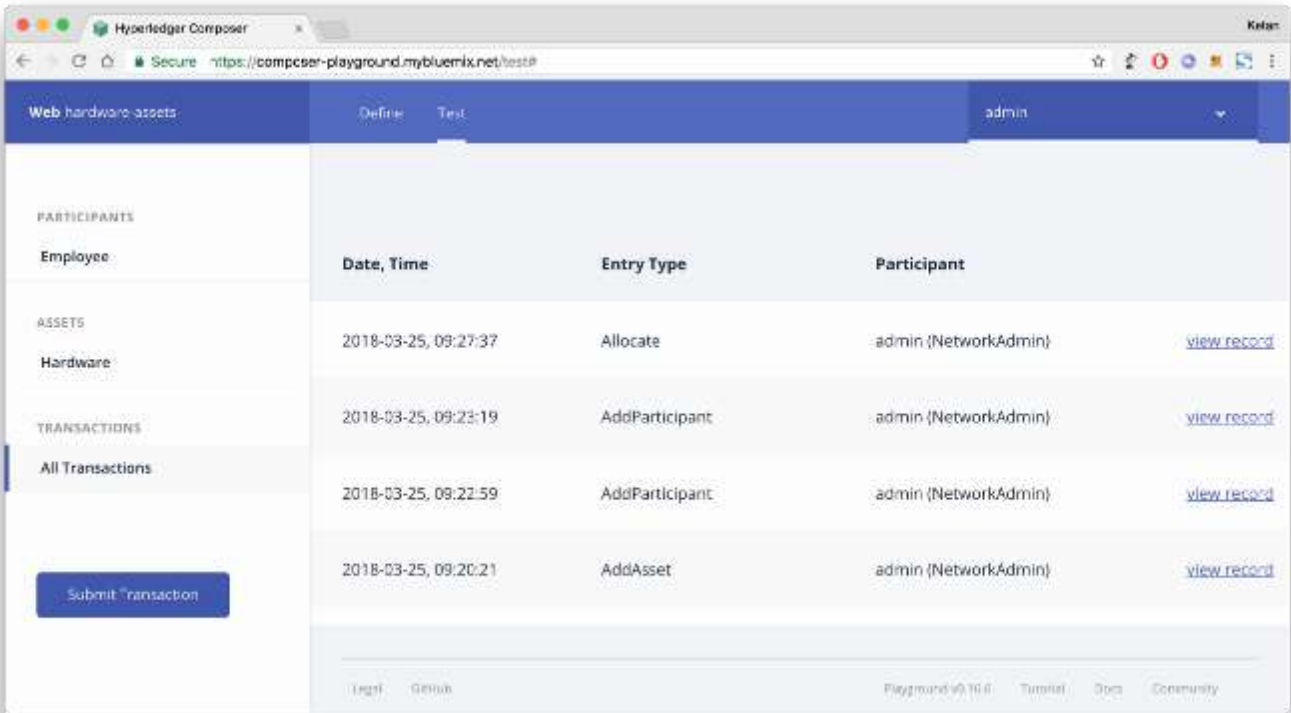 Hyperledger Composer
Kelan
Secure https://composer-playground.mybluemix.net/test#
Web hardware-assets
Define Test
admin
PARTICIPANTS
Employee
ASSETS
Hardware
TRANSACTIONS
All Transactions
Submit Transaction
Date, Time Entry Type Participant
2018-03-25, 09:27:37 Allocate admin (NetworkAdmin) view record
2018-03-25, 09:23:19 AddParticipant admin (NetworkAdmin) view record
2018-03-25, 09:22:59 AddParticipant admin (NetworkAdmin) view record
2018-03-25, 09:20:21 AddAsset admin (NetworkAdmin) view record
Legal GitHub
Playground Tutorial Docs Community